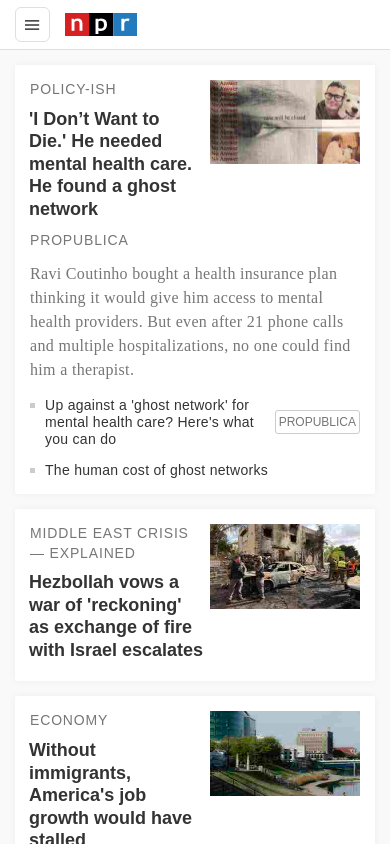 npr
POLICY-ISH
'I Don’t Want to
Die.' He needed
mental health care.
He found a ghost
network
PROPUBLICA
Ravi Coutinho bought a health insurance plan
thinking it would give him access to mental
health providers. But even after 21 phone calls
and multiple hospitalizations, no one could find
him a therapist.
Up against a 'ghost network' for
mental health care? Here's what
you can do
PROPUBLICA
The human cost of ghost networks
MIDDLE EAST CRISIS
— EXPLAINED
Hezbollah vows a
war of 'reckoning'
as exchange of fire
with Israel escalates
ECONOMY
Without
immigrants,
America's job
growth would have
stalled